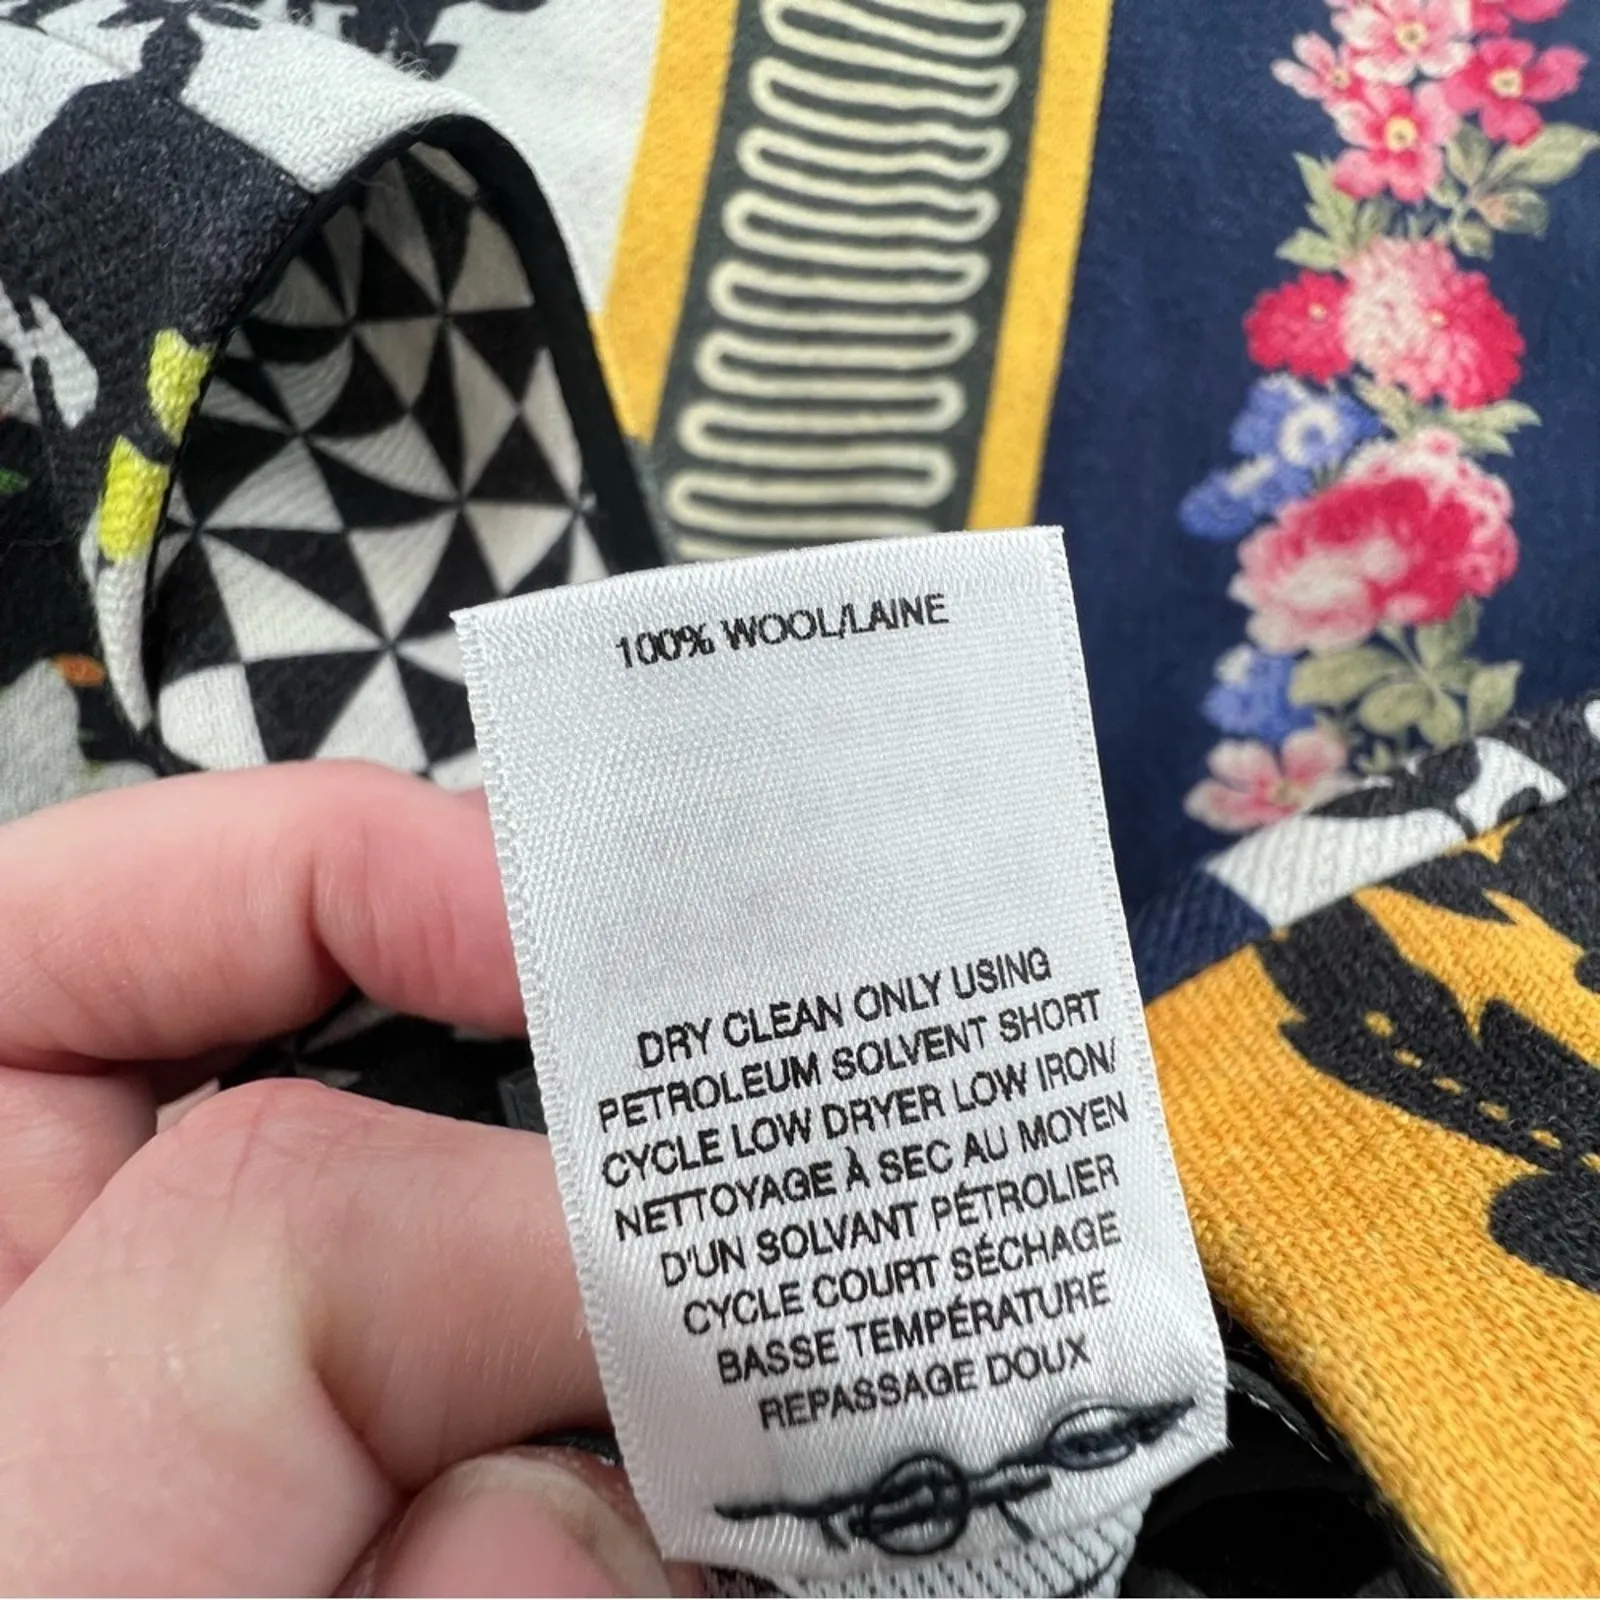 100% WOOL/LAINE
DRY CLEAN ONLY USING
PETROLEUM SOLVENT SHORT
CYCLE LOW DRYER LOW IRON/
NETTOYAGE À SEC AU MOYEN
D'UN SOLVANT PÉTROLIER
CYCLE COURT SÉCHAGE
BASSE TEMPÉRATURE
REPASSAGE DOUX